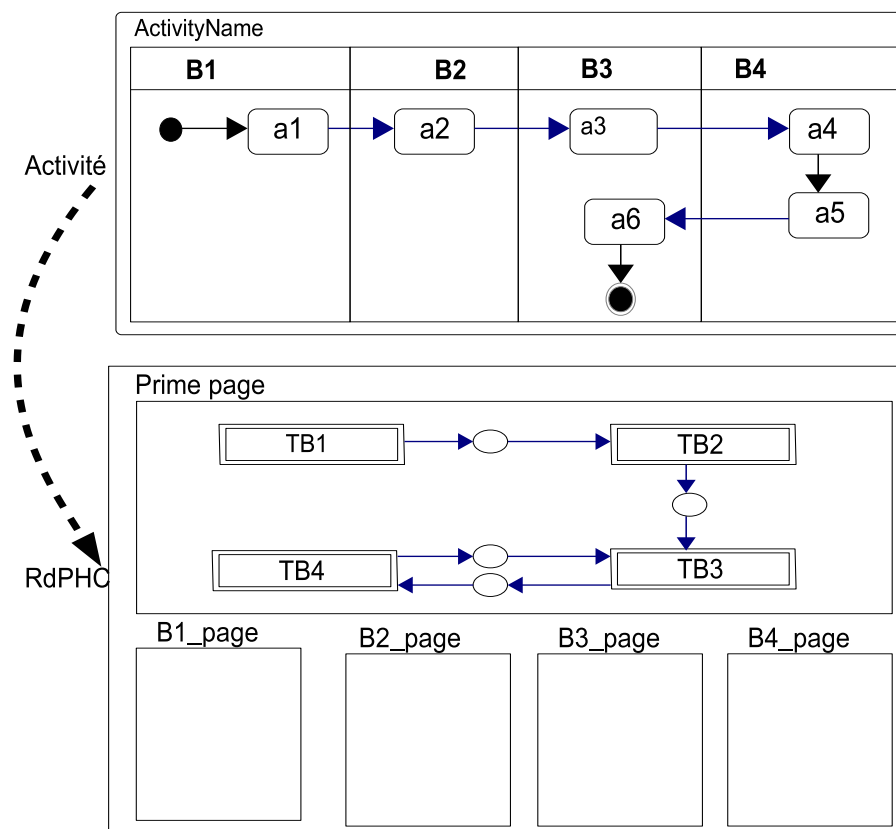 ActivityName
B1 B2 B3 B4
a1 a2 a3 a4
Activité
a6 a5
Prime page
TB1 TB2
TB4 TB3
RdPHC
B1_page B2_page B3_page B4_page